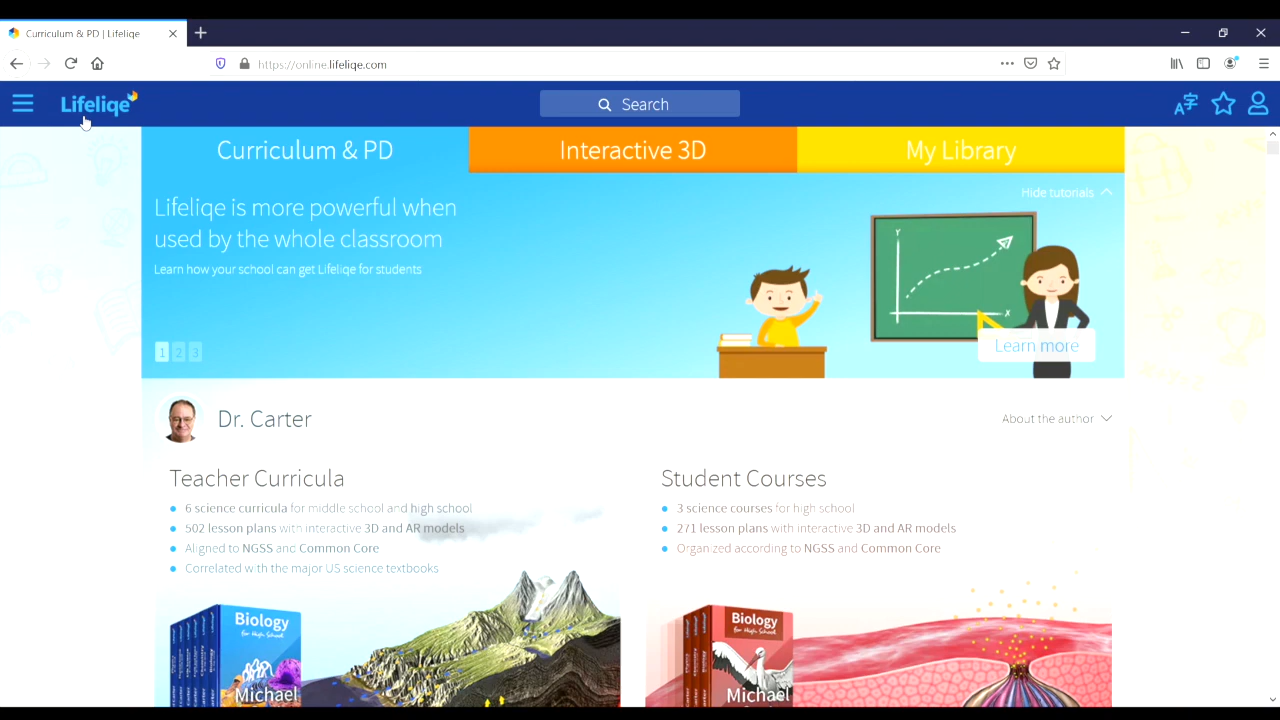 Curriculum & PD | Lifeliqe
https://online.lifeliqe.com
Lifeliqe
Search
Curriculum & PD
Interactive 3D
My Library
Hide tutorials
Lifeliqe is more powerful when
used by the whole classroom
Learn how your school can get Lifeliqe for students
Y
X
1 2 3
Learn more
Dr. Carter
About the author
Teacher Curricula
6 science curricula for middle school and high school
502 lesson plans with interactive 3D and AR models
Aligned to NGSS and Common Core
Correlated with the major US science textbooks
Student Courses
3 science courses for high school
271 lesson plans with interactive 3D and AR models
Organized according to NGSS and Common Core
Biology
for High School
Michael
Biology
for High School
Michael